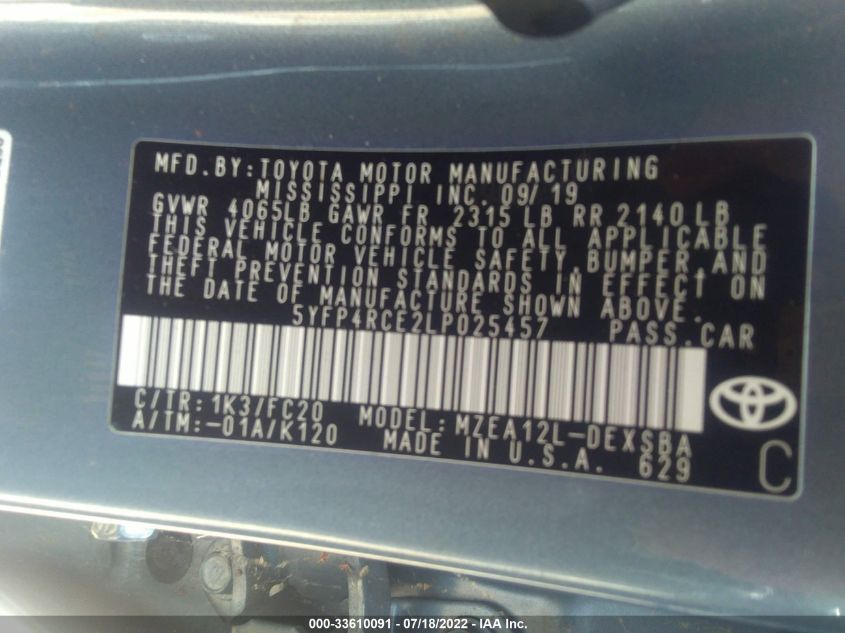 MFD.BY:TOYOTA MOTOR MANUFACTURING
MISSISSIPPI INC. 09/19
GVWR 4065LB GAWR FR 2315 LB RR 2140 LB
THIS VEHICLE CONFORMS TO ALL APPLICABLE
FEDERAL MOTOR VEHICLE SAFETY,BUMPER,AND
THEFT PREVENTION STANDARDS IN EFFECT ON
THE DATE OF MANUFACTURE SHOWN ABOVE.
5YFP4RCE2LP025457 PASS.CAR
C/TR:1K3/FC20 MODEL:MZEA12L-DEXSBA
A/TM:-01A/K120 MADE IN U.S.A. 629
C
000-33610091 - 07/18/2022 - IAA Inc.